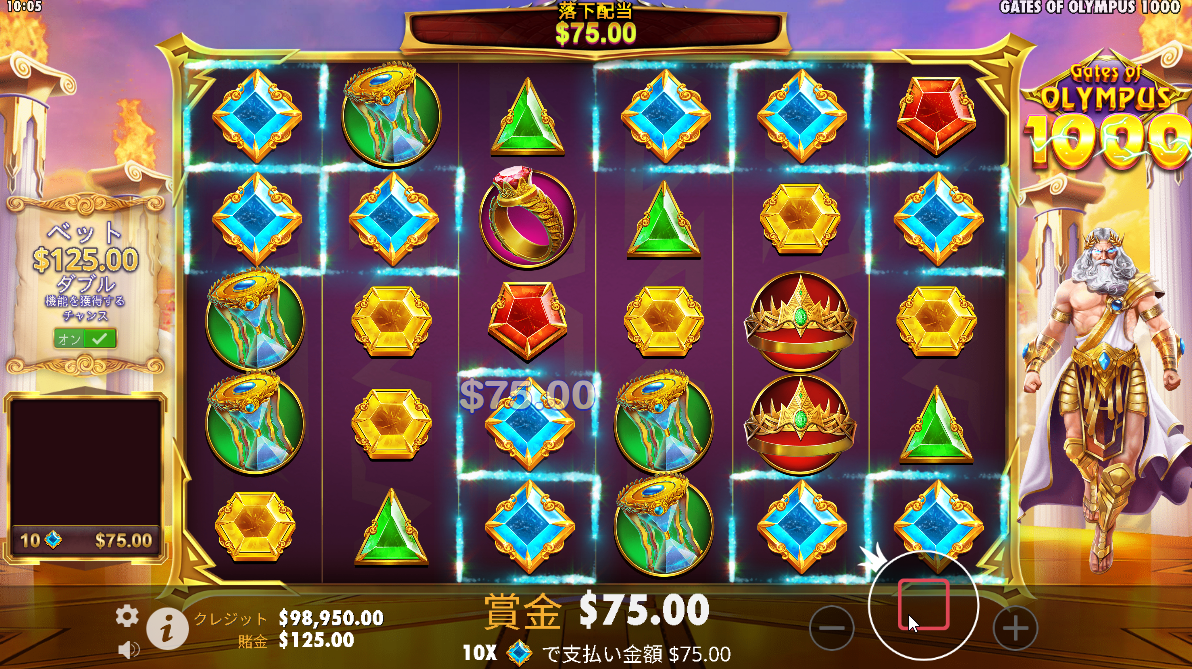 10:05
GATES OF OLYMPUS 1000
落下配当
$75.00
Gates of
OLYMPUS
1000
ベット
$125.00
ダブル
機能を獲得する
チャンス
オン
$75.00
10 $75.00
クレジット $98,950.00
賭金 $125.00
賞金 $75.00
10X で支払い金額 $75.00